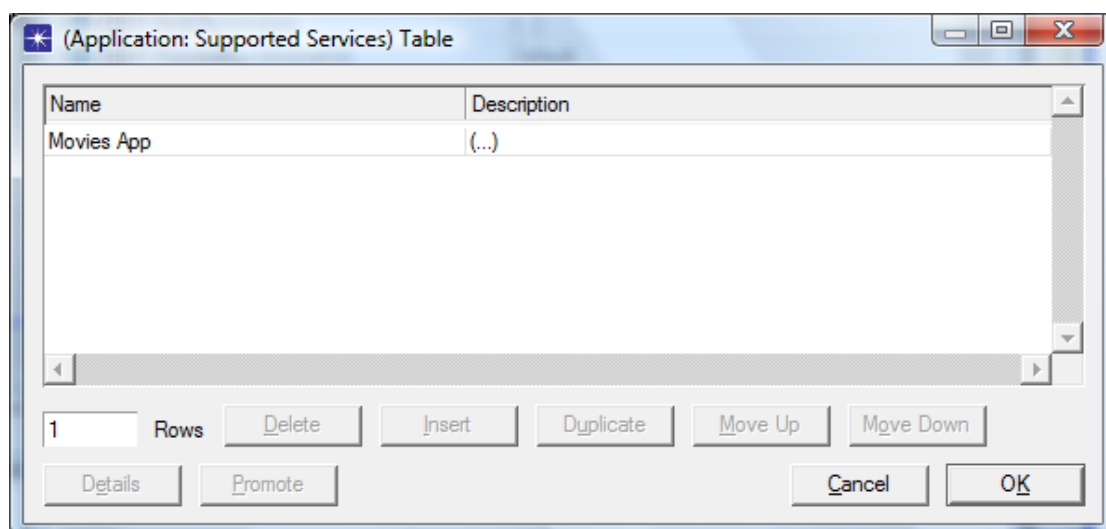 (Application: Supported Services) Table
Name Description
Movies App (...)
1 Rows Delete Insert Duplicate Move Up Move Down
Details Promote Cancel OK